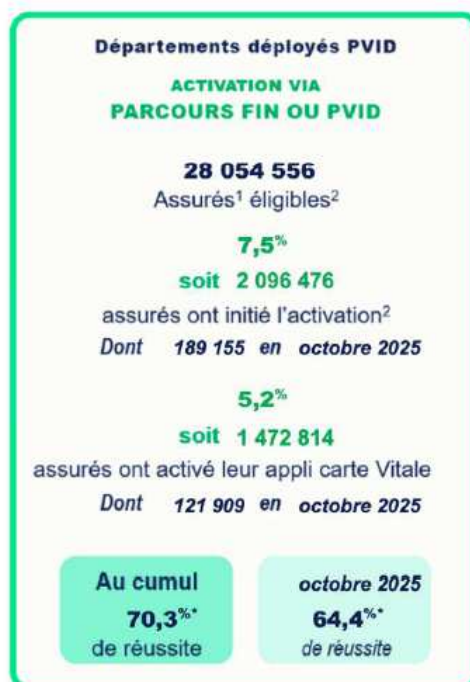 Départements déployés PVID
ACTIVATION VIA
PARCOURS FIN OU PVID
28 054 556
Assurés¹ éligibles²
7,5%
soit 2 096 476
assurés ont initié l'activation²
Dont 189 155 en octobre 2025
5,2%
soit 1 472 814
assurés ont activé leur appli carte Vitale
Dont 121 909 en octobre 2025
Au cumul
70,3%*
de réussite
octobre 2025
64,4%*
de réussite